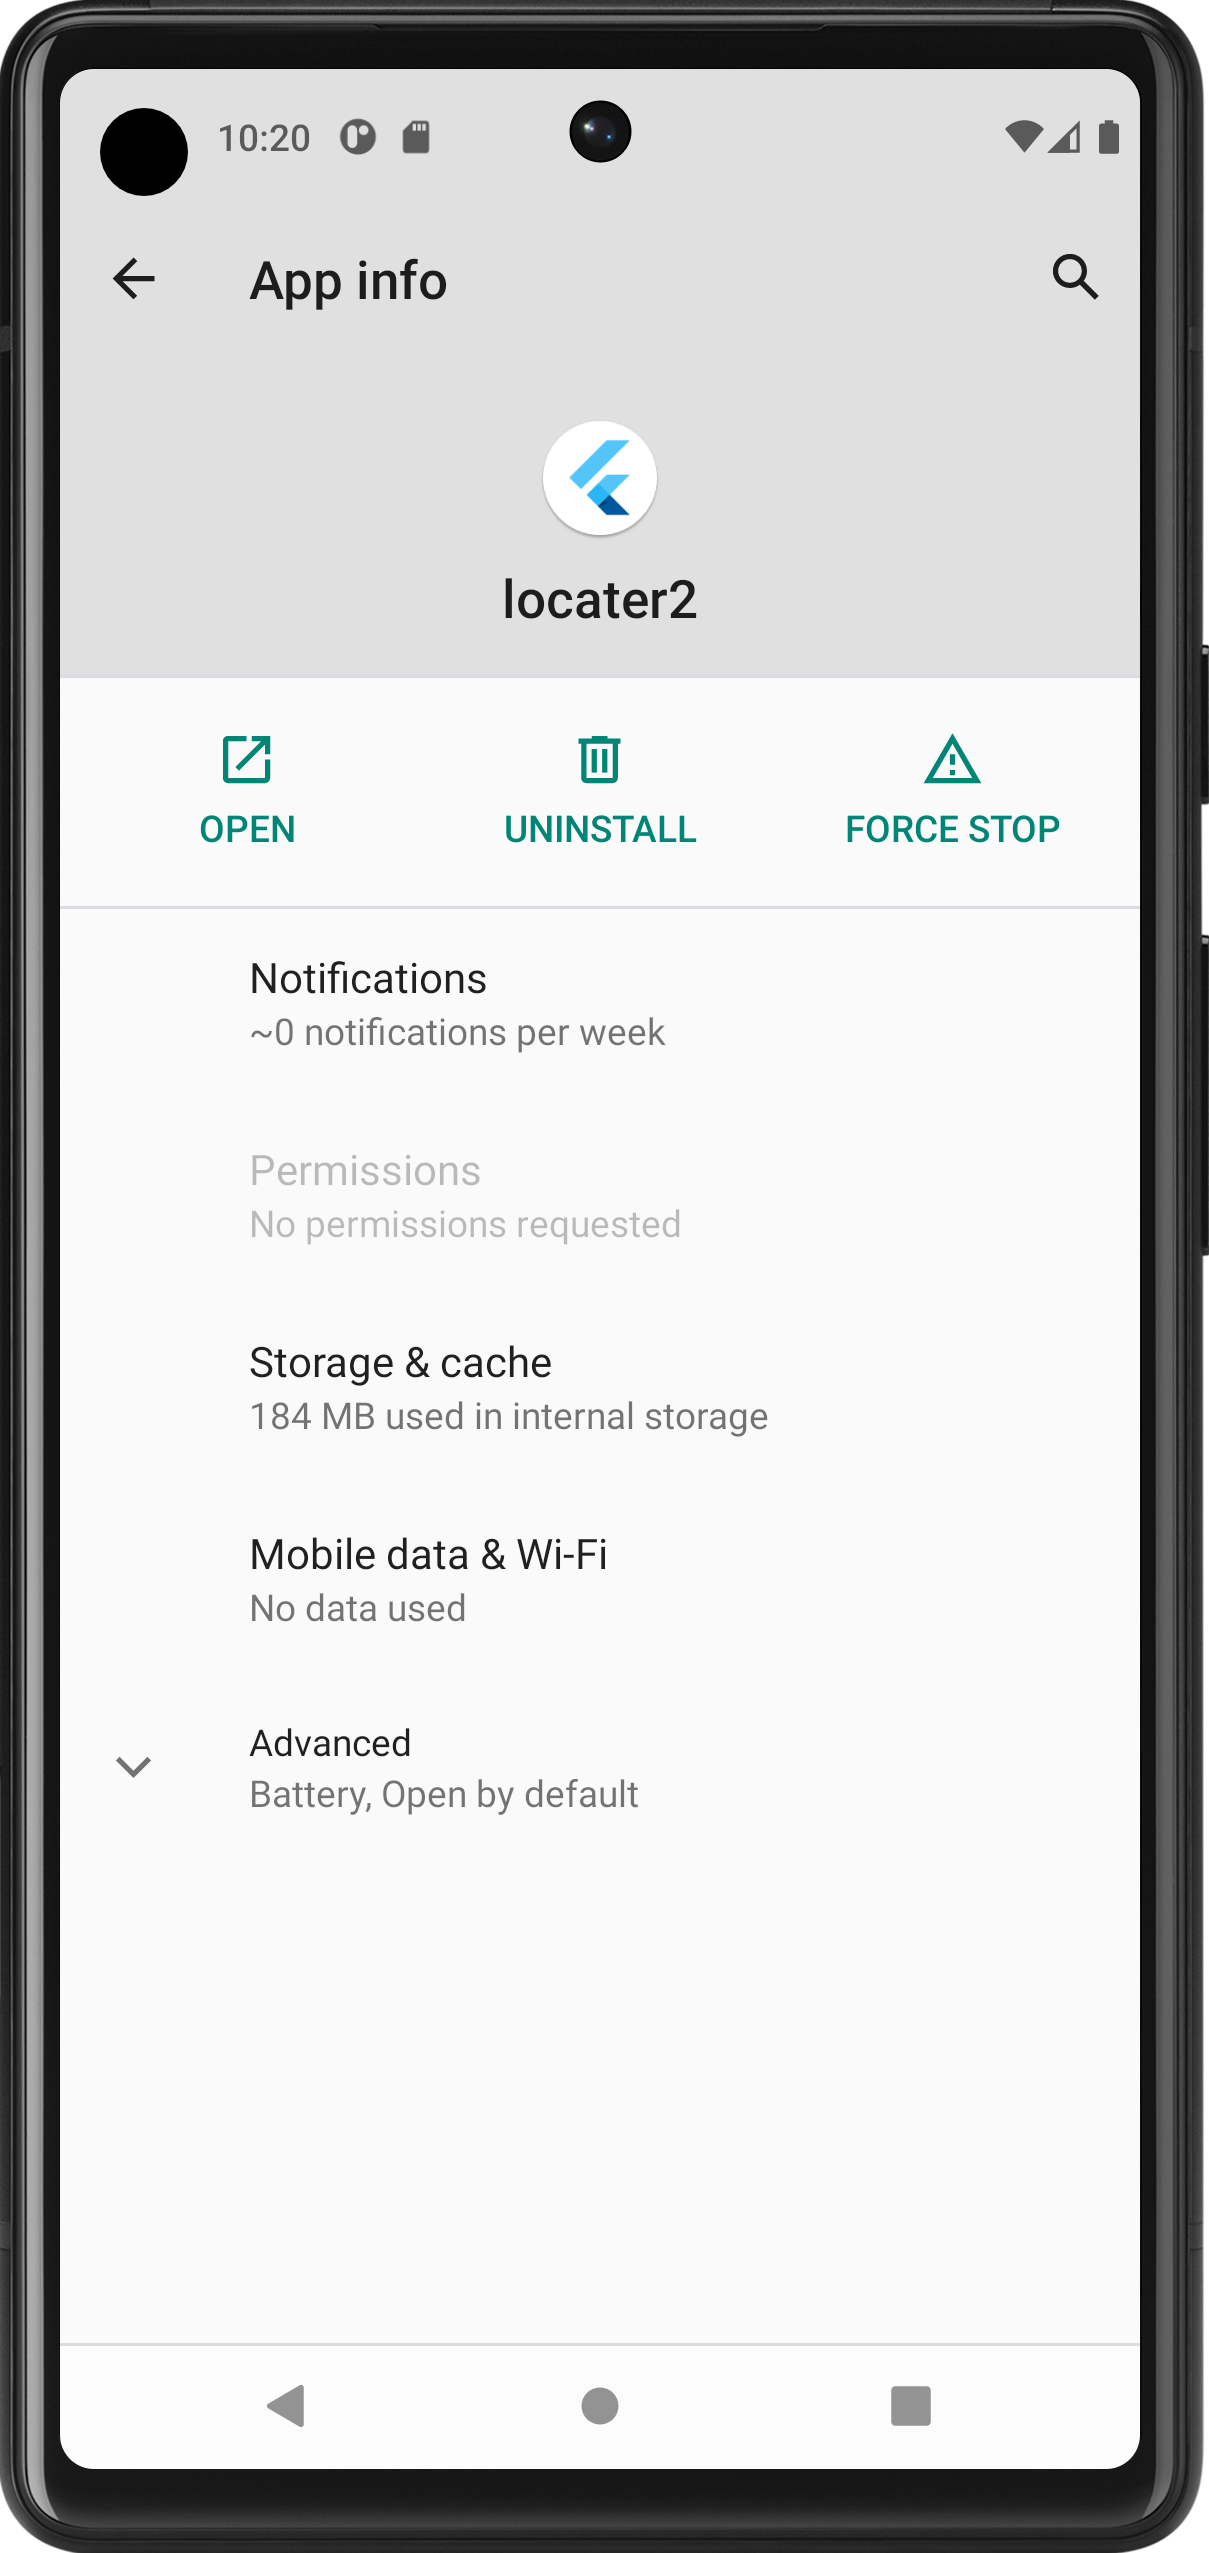 10:20
App info
locater2
OPEN UNINSTALL FORCE STOP
Notifications
~0 notifications per week
Permissions
No permissions requested
Storage & cache
184 MB used in internal storage
Mobile data & Wi-Fi
No data used
Advanced
Battery, Open by default